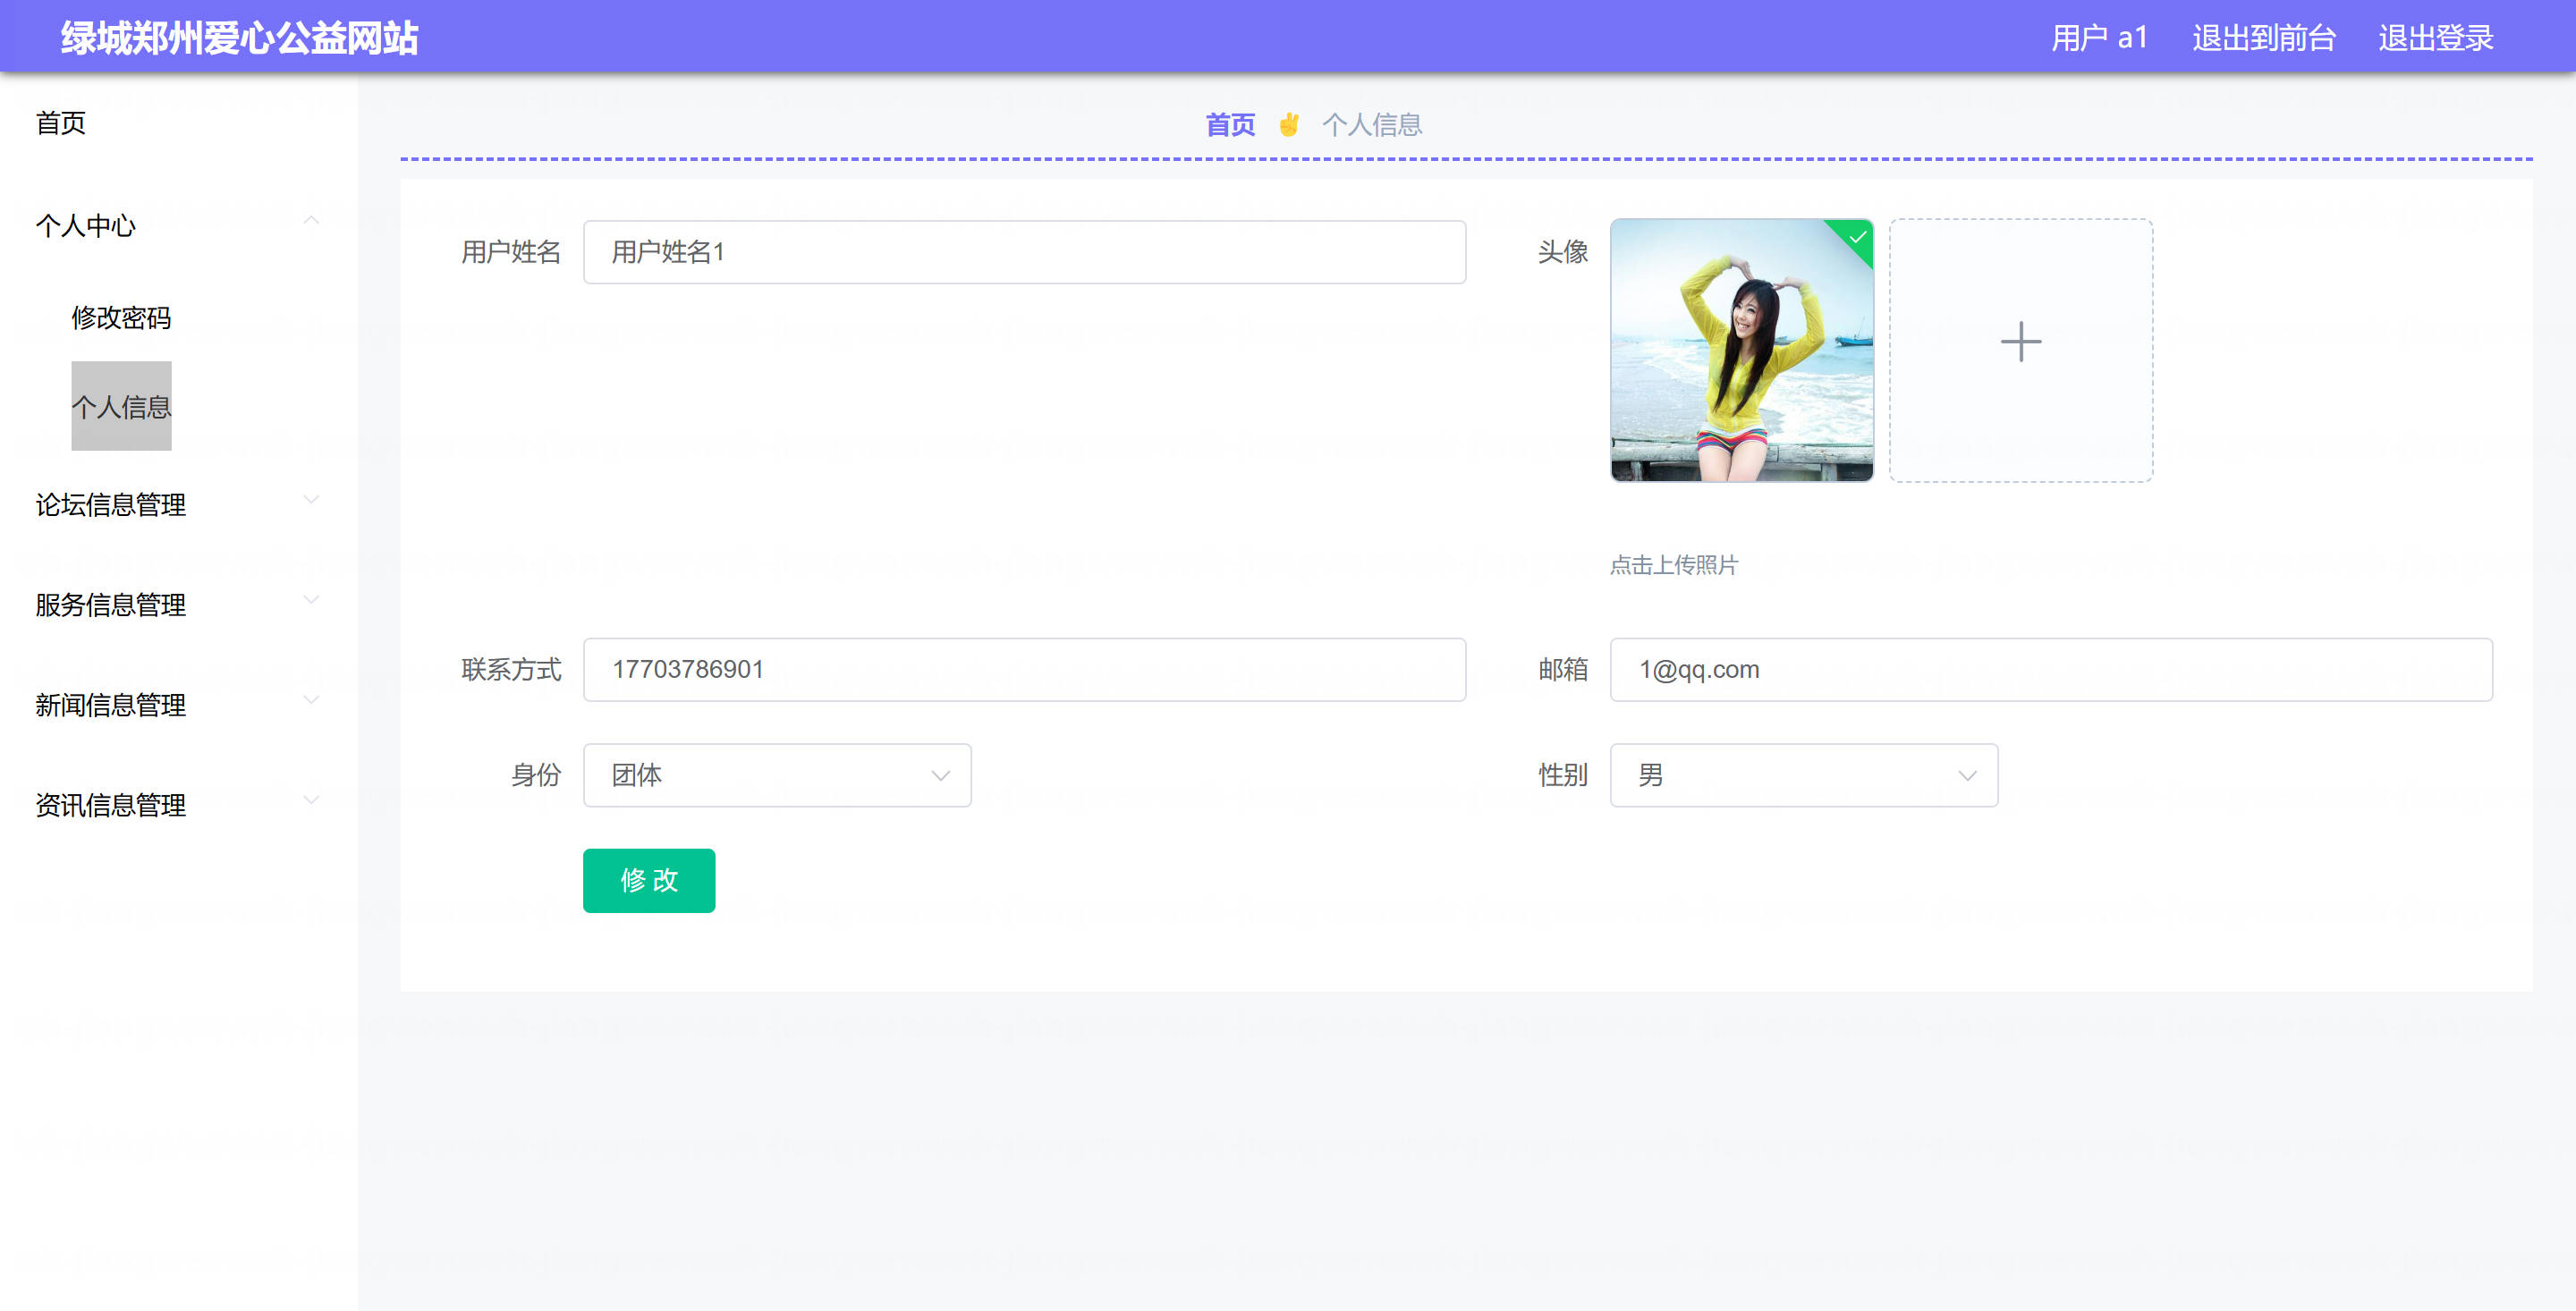 绿城郑州爱心公益网站
用户 a1 退出到前台 退出登录
首页
个人中心
修改密码
个人信息
论坛信息管理
服务信息管理
新闻信息管理
资讯信息管理
首页 ✌ 个人信息
用户姓名 用户姓名1
头像
点击上传照片
联系方式 17703786901
邮箱 1@qq.com
身份 团体
性别 男
修 改